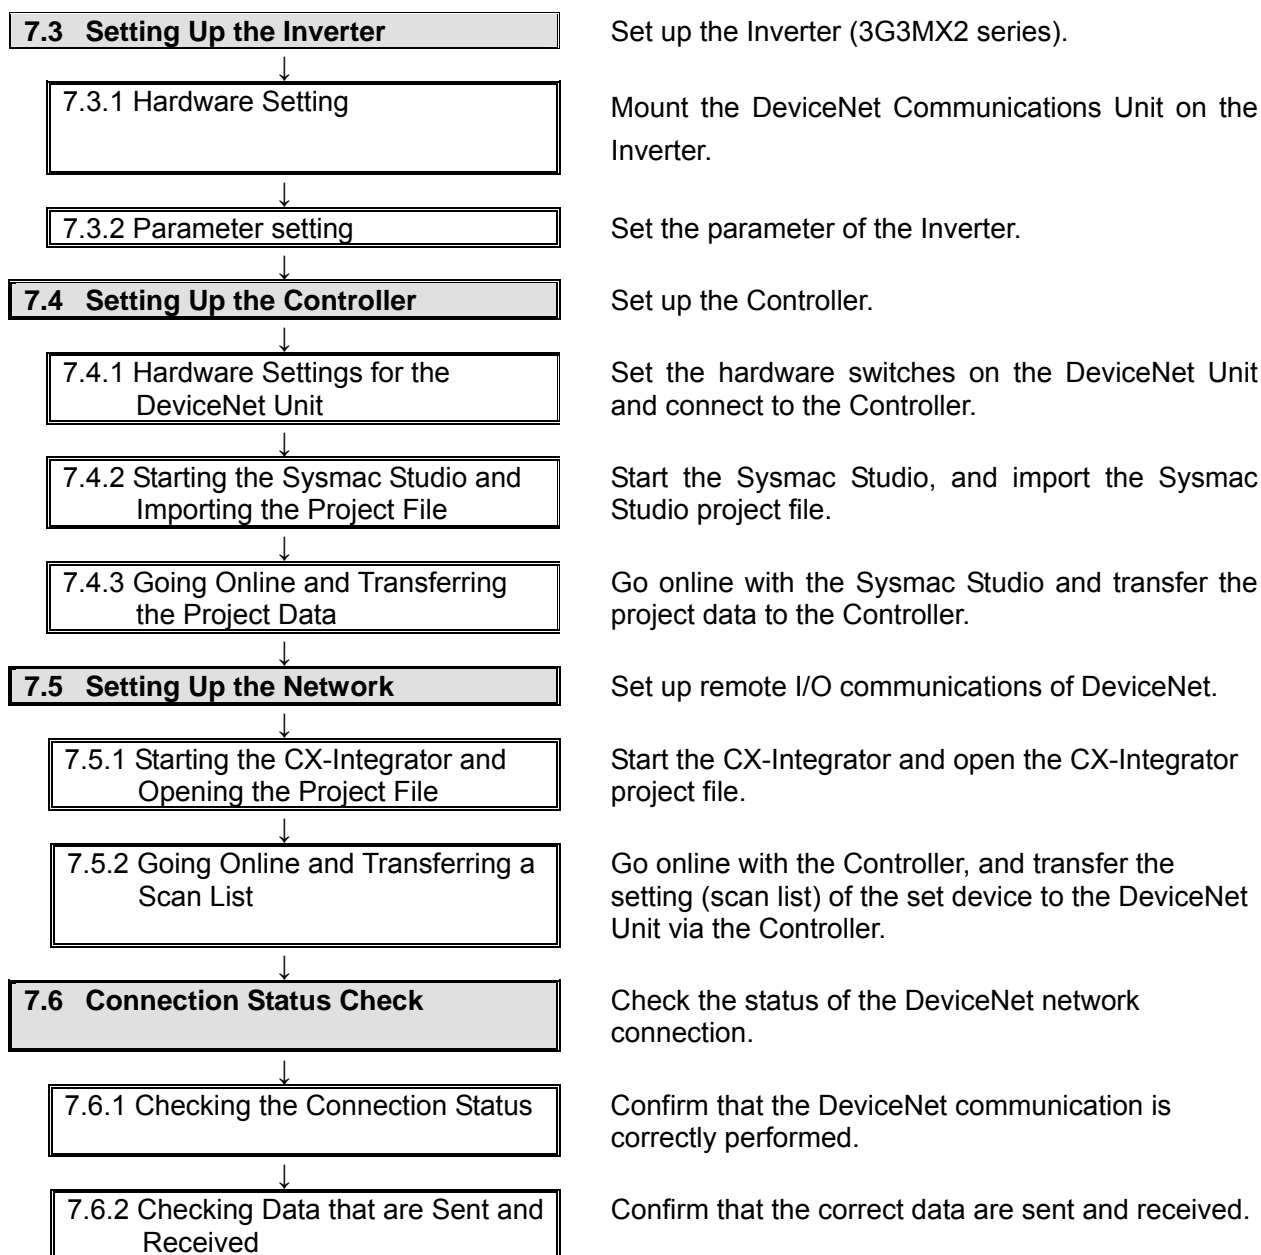 7.3 Setting Up the Inverter
Set up the Inverter (3G3MX2 series).
↓
7.3.1 Hardware Setting
Mount the DeviceNet Communications Unit on the
Inverter.
↓
7.3.2 Parameter setting
Set the parameter of the Inverter.
↓
7.4 Setting Up the Controller
Set up the Controller.
↓
7.4.1 Hardware Settings for the
DeviceNet Unit
Set the hardware switches on the DeviceNet Unit
and connect to the Controller.
↓
7.4.2 Starting the Sysmac Studio and
Importing the Project File
Start the Sysmac Studio, and import the Sysmac
Studio project file.
↓
7.4.3 Going Online and Transferring
the Project Data
Go online with the Sysmac Studio and transfer the
project data to the Controller.
↓
7.5 Setting Up the Network
Set up remote I/O communications of DeviceNet.
↓
7.5.1 Starting the CX-Integrator and
Opening the Project File
Start the CX-Integrator and open the CX-Integrator
project file.
↓
7.5.2 Going Online and Transferring a
Scan List
Go online with the Controller, and transfer the
setting (scan list) of the set device to the DeviceNet
Unit via the Controller.
↓
7.6 Connection Status Check
Check the status of the DeviceNet network
connection.
↓
7.6.1 Checking the Connection Status
Confirm that the DeviceNet communication is
correctly performed.
↓
7.6.2 Checking Data that are Sent and
Received
Confirm that the correct data are sent and received.